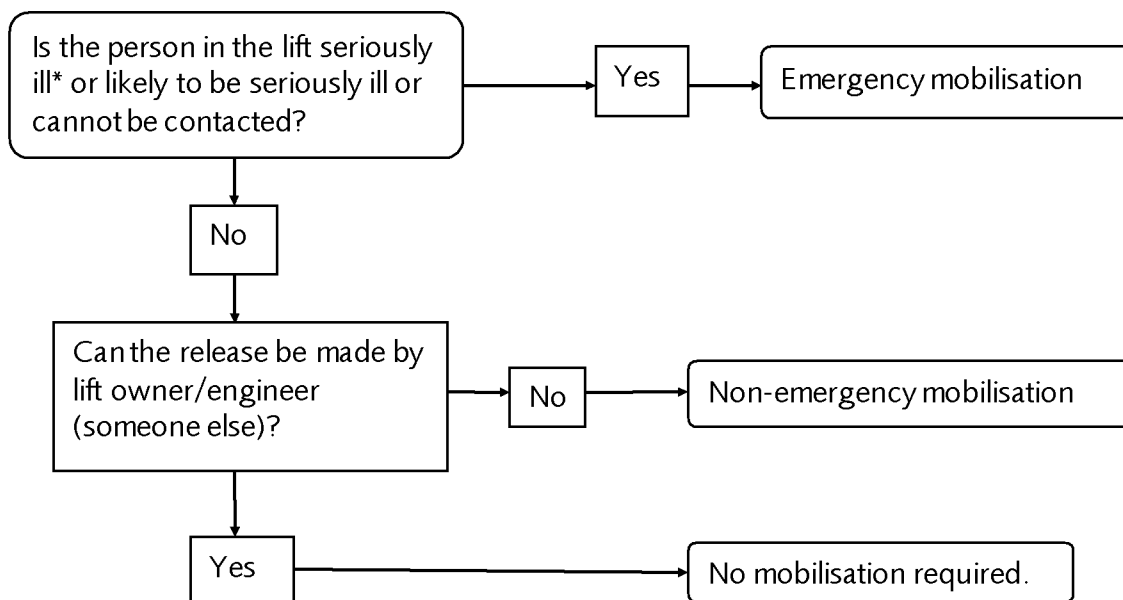 Is the person in the lift seriously
ill* or likely to be seriously ill or
cannot be contacted?
Yes
Emergency mobilisation
No
Can the release be made by
lift owner/engineer
(someone else)?
No
Non-emergency mobilisation
Yes
No mobilisation required.